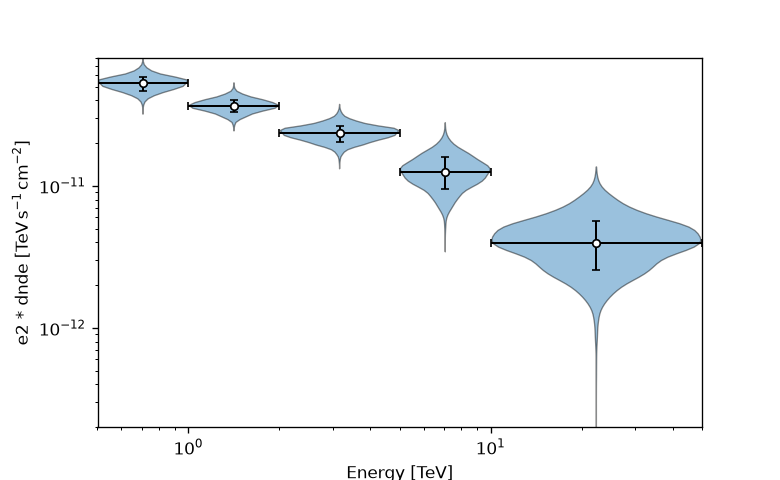 e2 * dnde [TeV s⁻¹ cm⁻²]
10⁻¹¹
10⁻¹²
10⁰ 10¹
Energy [TeV]